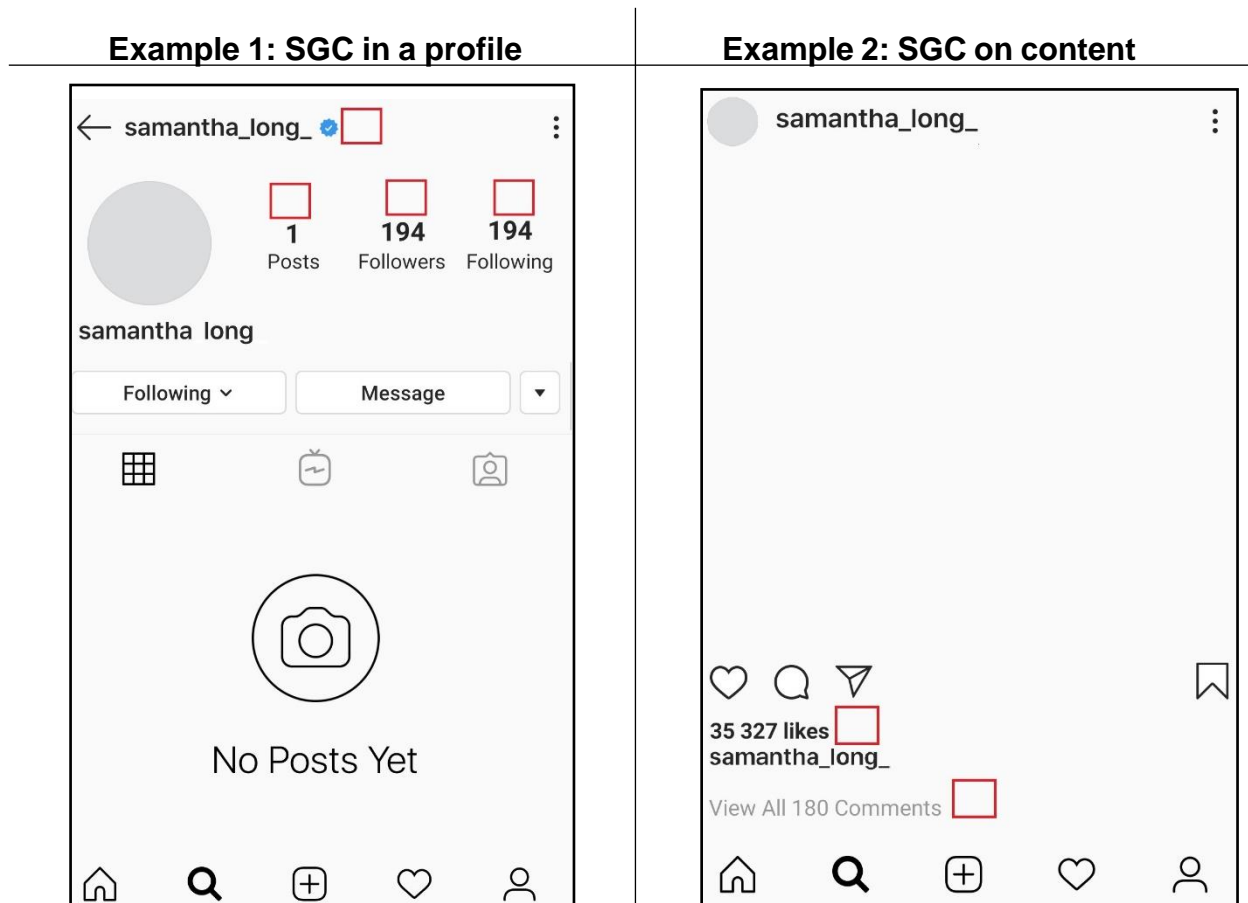 Example 1: SGC in a profile
samantha_long_
1 194 194
Posts Followers Following
samantha long
Following Message
No Posts Yet
Example 2: SGC on content
samantha_long_
35 327 likes
samantha_long_
View All 180 Comments